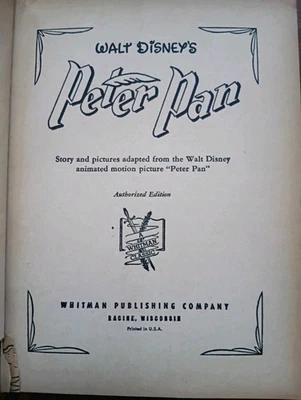 WALT DISNEY'S
Peter Pan
Story and pictures adapted from the Walt Disney
animated motion picture "Peter Pan"
Authorized Edition
A
WHITMAN
CLASSIC
WHITMAN PUBLISHING COMPANY
RACINE, WISCONSIN
Printed in U.S.A.